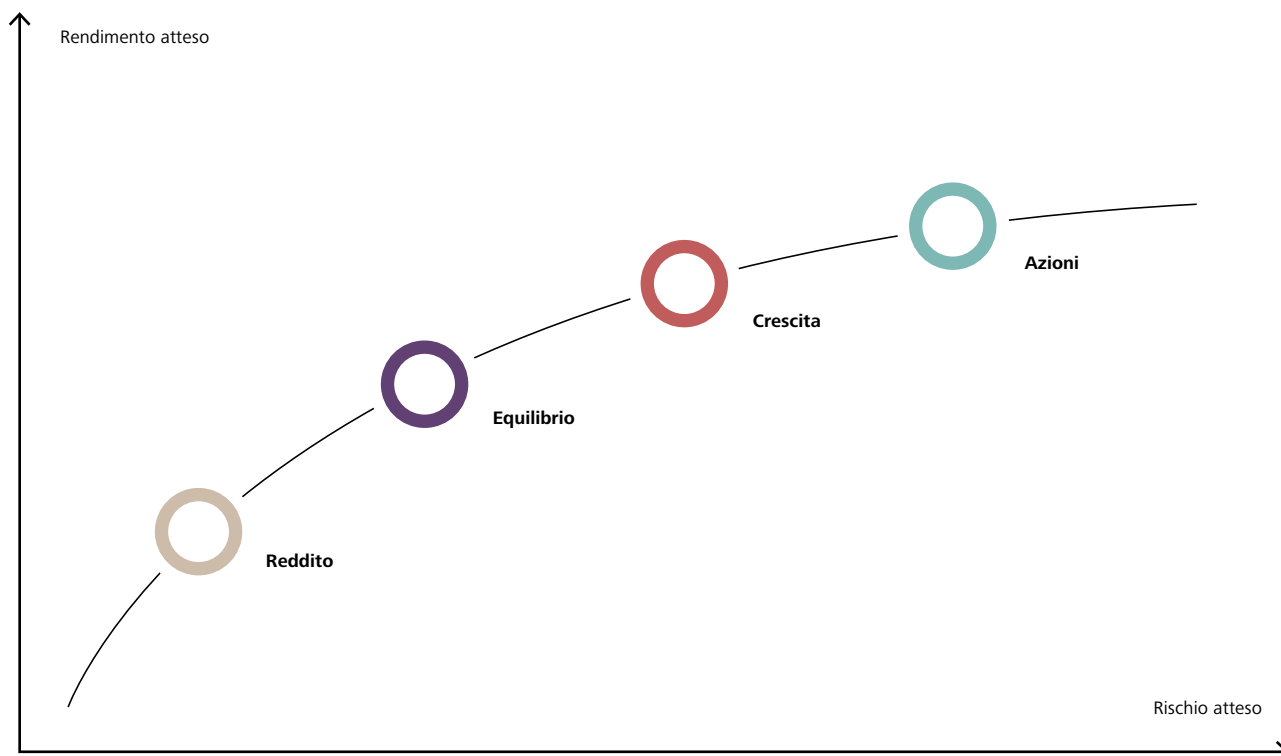 Rendimento atteso
Azioni
Crescita
Equilibrio
Reddito
Rischio atteso